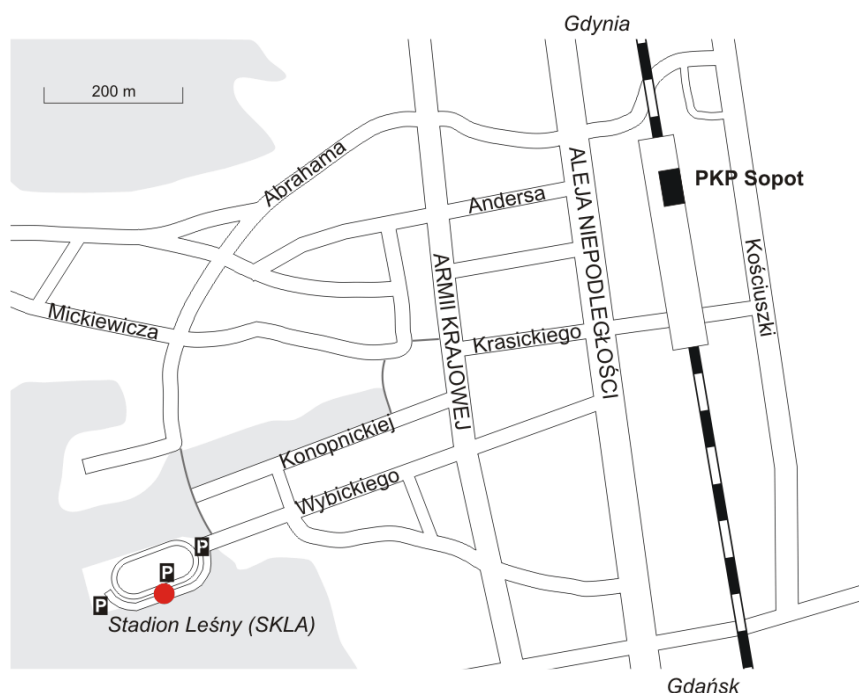 Gdynia
200 m
Abrahama
Andersa
ALEJA NIEPODLEGŁOŚCI
PKP Sopot
Kościuszki
ARMII KRAJOWEJ
Mickiewicza
Krasickiego
Konopnickiej
Wybickiego
P
P
P
Stadion Leśny (SKLA)
Gdańsk